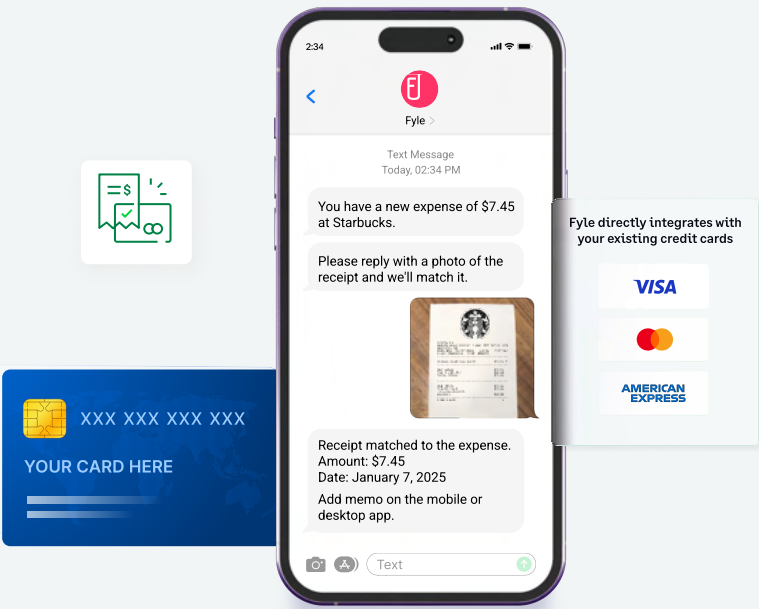 2:34
Fyle
Text Message
Today, 02:34 PM
You have a new expense of $7.45
at Starbucks.
Please reply with a photo of the
receipt and we'll match it.
Receipt matched to the expense.
Amount: $7.45
Date: January 7, 2025
Add memo on the mobile or
desktop app.
Text
$
XXX XXX XXX XXX
YOUR CARD HERE
Fyle directly integrates with
your existing credit cards
VISA
AMERICAN
EXPRESS